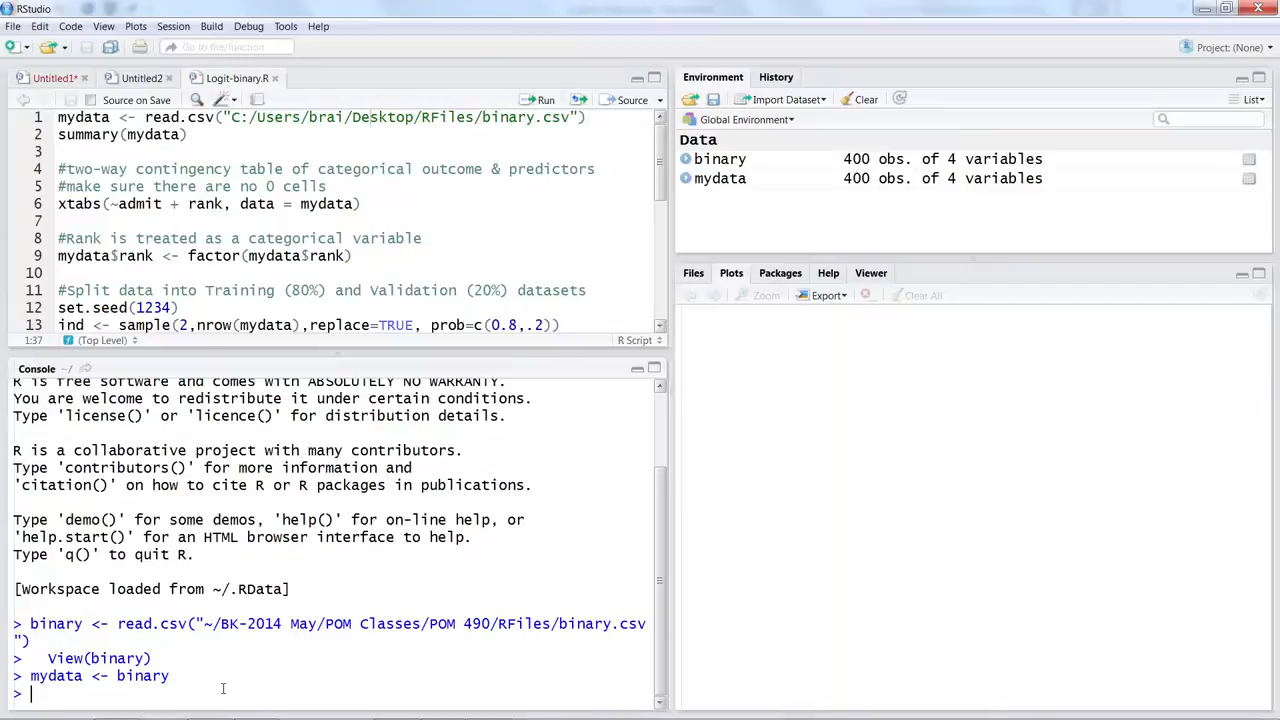 RStudio
File Edit Code View Plots Session Build Debug Tools Help
Go to file/function
Project: (None)
Untitled1* Untitled2 Logit-binary.R
Source on Save Run Source
1 mydata <- read.csv("C:/Users/brai/Desktop/RFiles/binary.csv")
2 summary(mydata)
3
4 #two-way contingency table of categorical outcome & predictors
5 #make sure there are no 0 cells
6 xtabs(~admit + rank, data = mydata)
7
8 #Rank is treated as a categorical variable
9 mydata$rank <- factor(mydata$rank)
10
11 #Split data into Training (80%) and Validation (20%) datasets
12 set.seed(1234)
13 ind <- sample(2,nrow(mydata),replace=TRUE, prob=c(0.8,.2))
1:37 (Top Level) R Script
Console ~/
R is free software and comes with ABSOLUTELY NO WARRANTY.
You are welcome to redistribute it under certain conditions.
Type 'license()' or 'licence()' for distribution details.
R is a collaborative project with many contributors.
Type 'contributors()' for more information and
'citation()' on how to cite R or R packages in publications.
Type 'demo()' for some demos, 'help()' for on-line help, or
'help.start()' for an HTML browser interface to help.
Type 'q()' to quit R.
[Workspace loaded from ~/.RData]
> binary <- read.csv("~/BK-2014 May/POM Classes/POM 490/RFiles/binary.csv
")
> View(binary)
> mydata <- binary
>
Environment History
Import Dataset Clear List
Global Environment
Data
binary 400 obs. of 4 variables
mydata 400 obs. of 4 variables
Files Plots Packages Help Viewer
Zoom Export Clear All